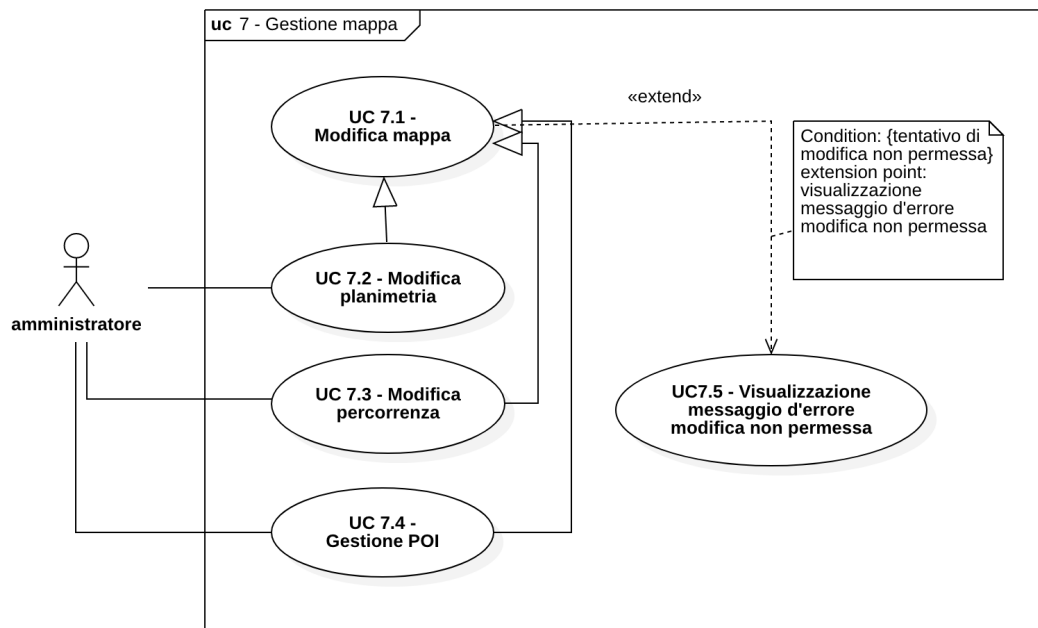 uc 7 - Gestione mappa
UC 7.1 -
Modifica mappa
«extend»
Condition: {tentativo di
modifica non permessa}
extension point:
visualizzazione
messaggio d'errore
modifica non permessa
UC 7.2 - Modifica
planimetria
amministratore
UC 7.3 - Modifica
percorrenza
UC7.5 - Visualizzazione
messaggio d'errore
modifica non permessa
UC 7.4 -
Gestione POI